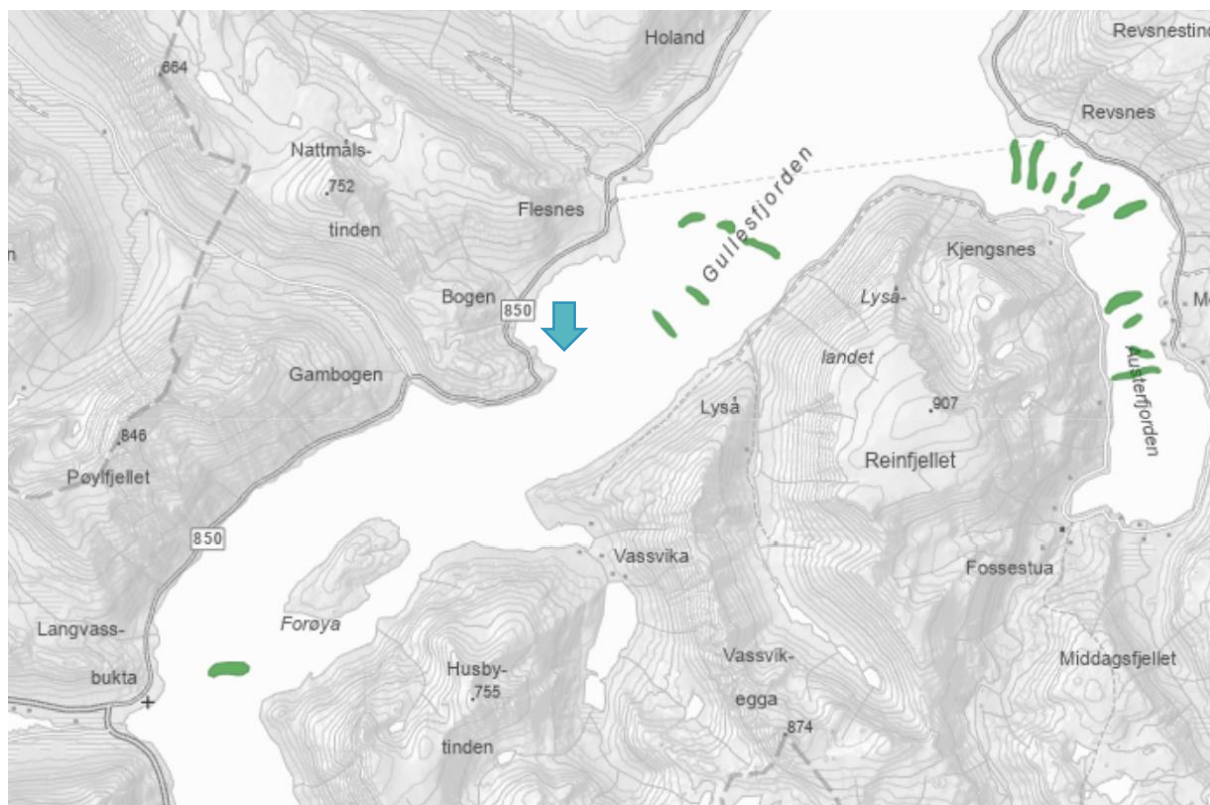 Holand
Revsnestind
664
Revsnes
Nattmåls-
752
tinden
Flesnes
Gullesfjorden
Kjengsnes
n
Bogen
850
Lyså-
landet
Gambogen
Austerfjorden
Lyså
907
846
Pøylfjellet
Reinfjellet
850
Vassvika
Fossestua
Forøya
Langvass-
bukta
Husby-
755
tinden
Vassvik-
egga
874
Middagsfjellet